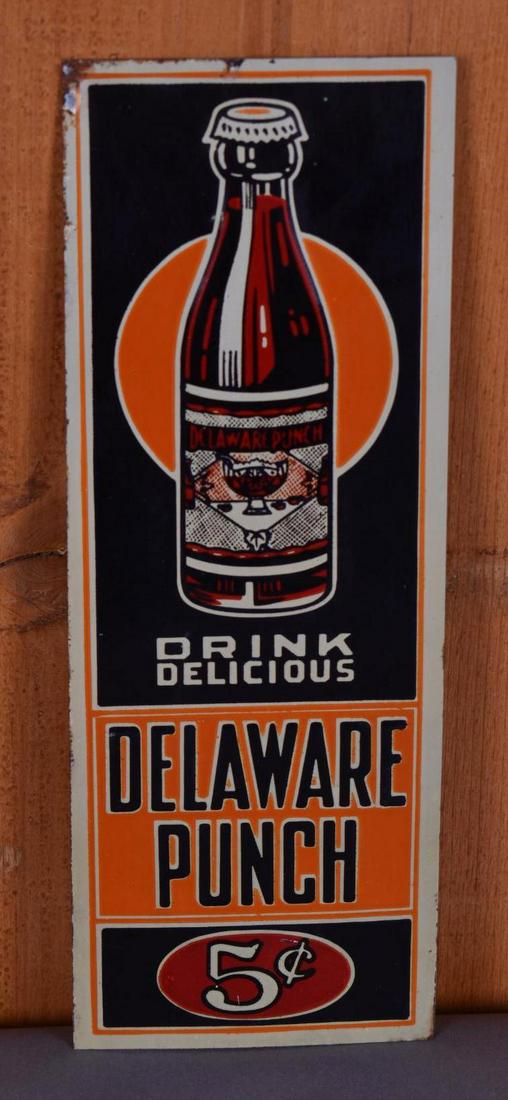 DELAWARE PUNCH
DRINK
DELICIOUS
DELAWARE
PUNCH
5¢